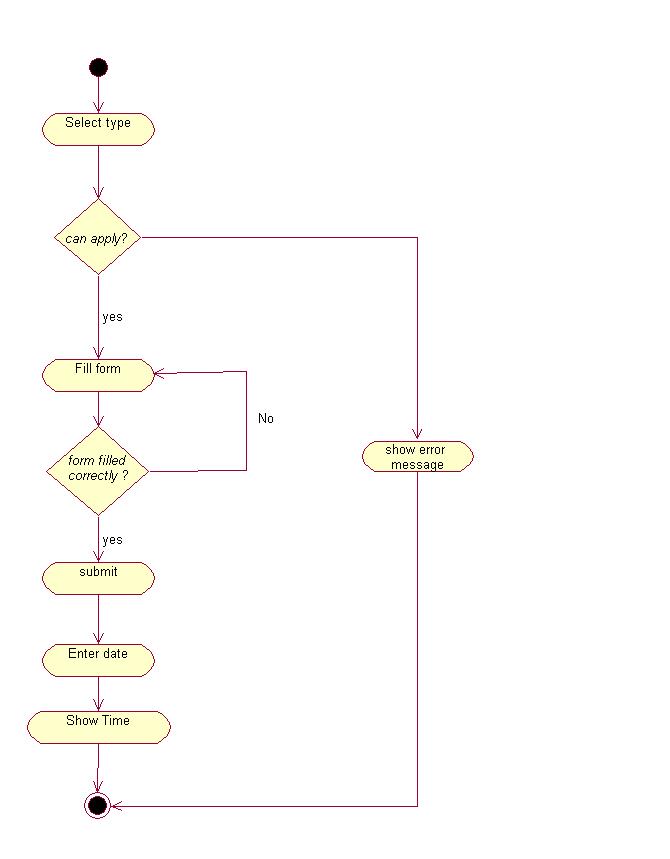 Select type
can apply?
yes
Fill form
No
form filled
correctly ?
show error
message
yes
submit
Enter date
Show Time